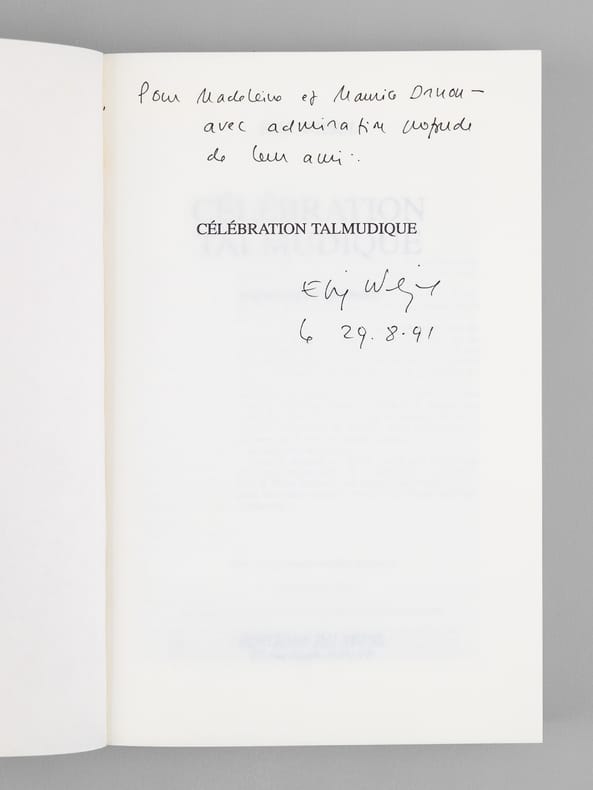 Pour Madeleine et Maurice Druon —
avec admiration profonde
de leur ami :
CÉLÉBRATION TALMUDIQUE
Elie Wiesel
le 29.8.91